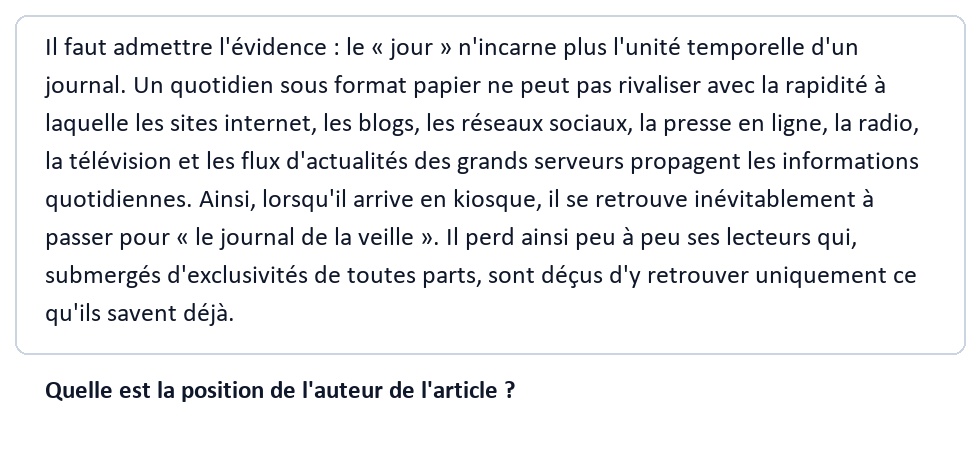 Il faut admettre l'évidence : le « jour » n'incarne plus l'unité temporelle d'un
journal. Un quotidien sous format papier ne peut pas rivaliser avec la rapidité à
laquelle les sites internet, les blogs, les réseaux sociaux, la presse en ligne, la radio,
la télévision et les flux d'actualités des grands serveurs propagent les informations
quotidiennes. Ainsi, lorsqu'il arrive en kiosque, il se retrouve inévitablement à
passer pour « le journal de la veille ». Il perd ainsi peu à peu ses lecteurs qui,
submergés d'exclusivités de toutes parts, sont déçus d'y retrouver uniquement ce
qu'ils savent déjà.
Quelle est la position de l'auteur de l'article ?